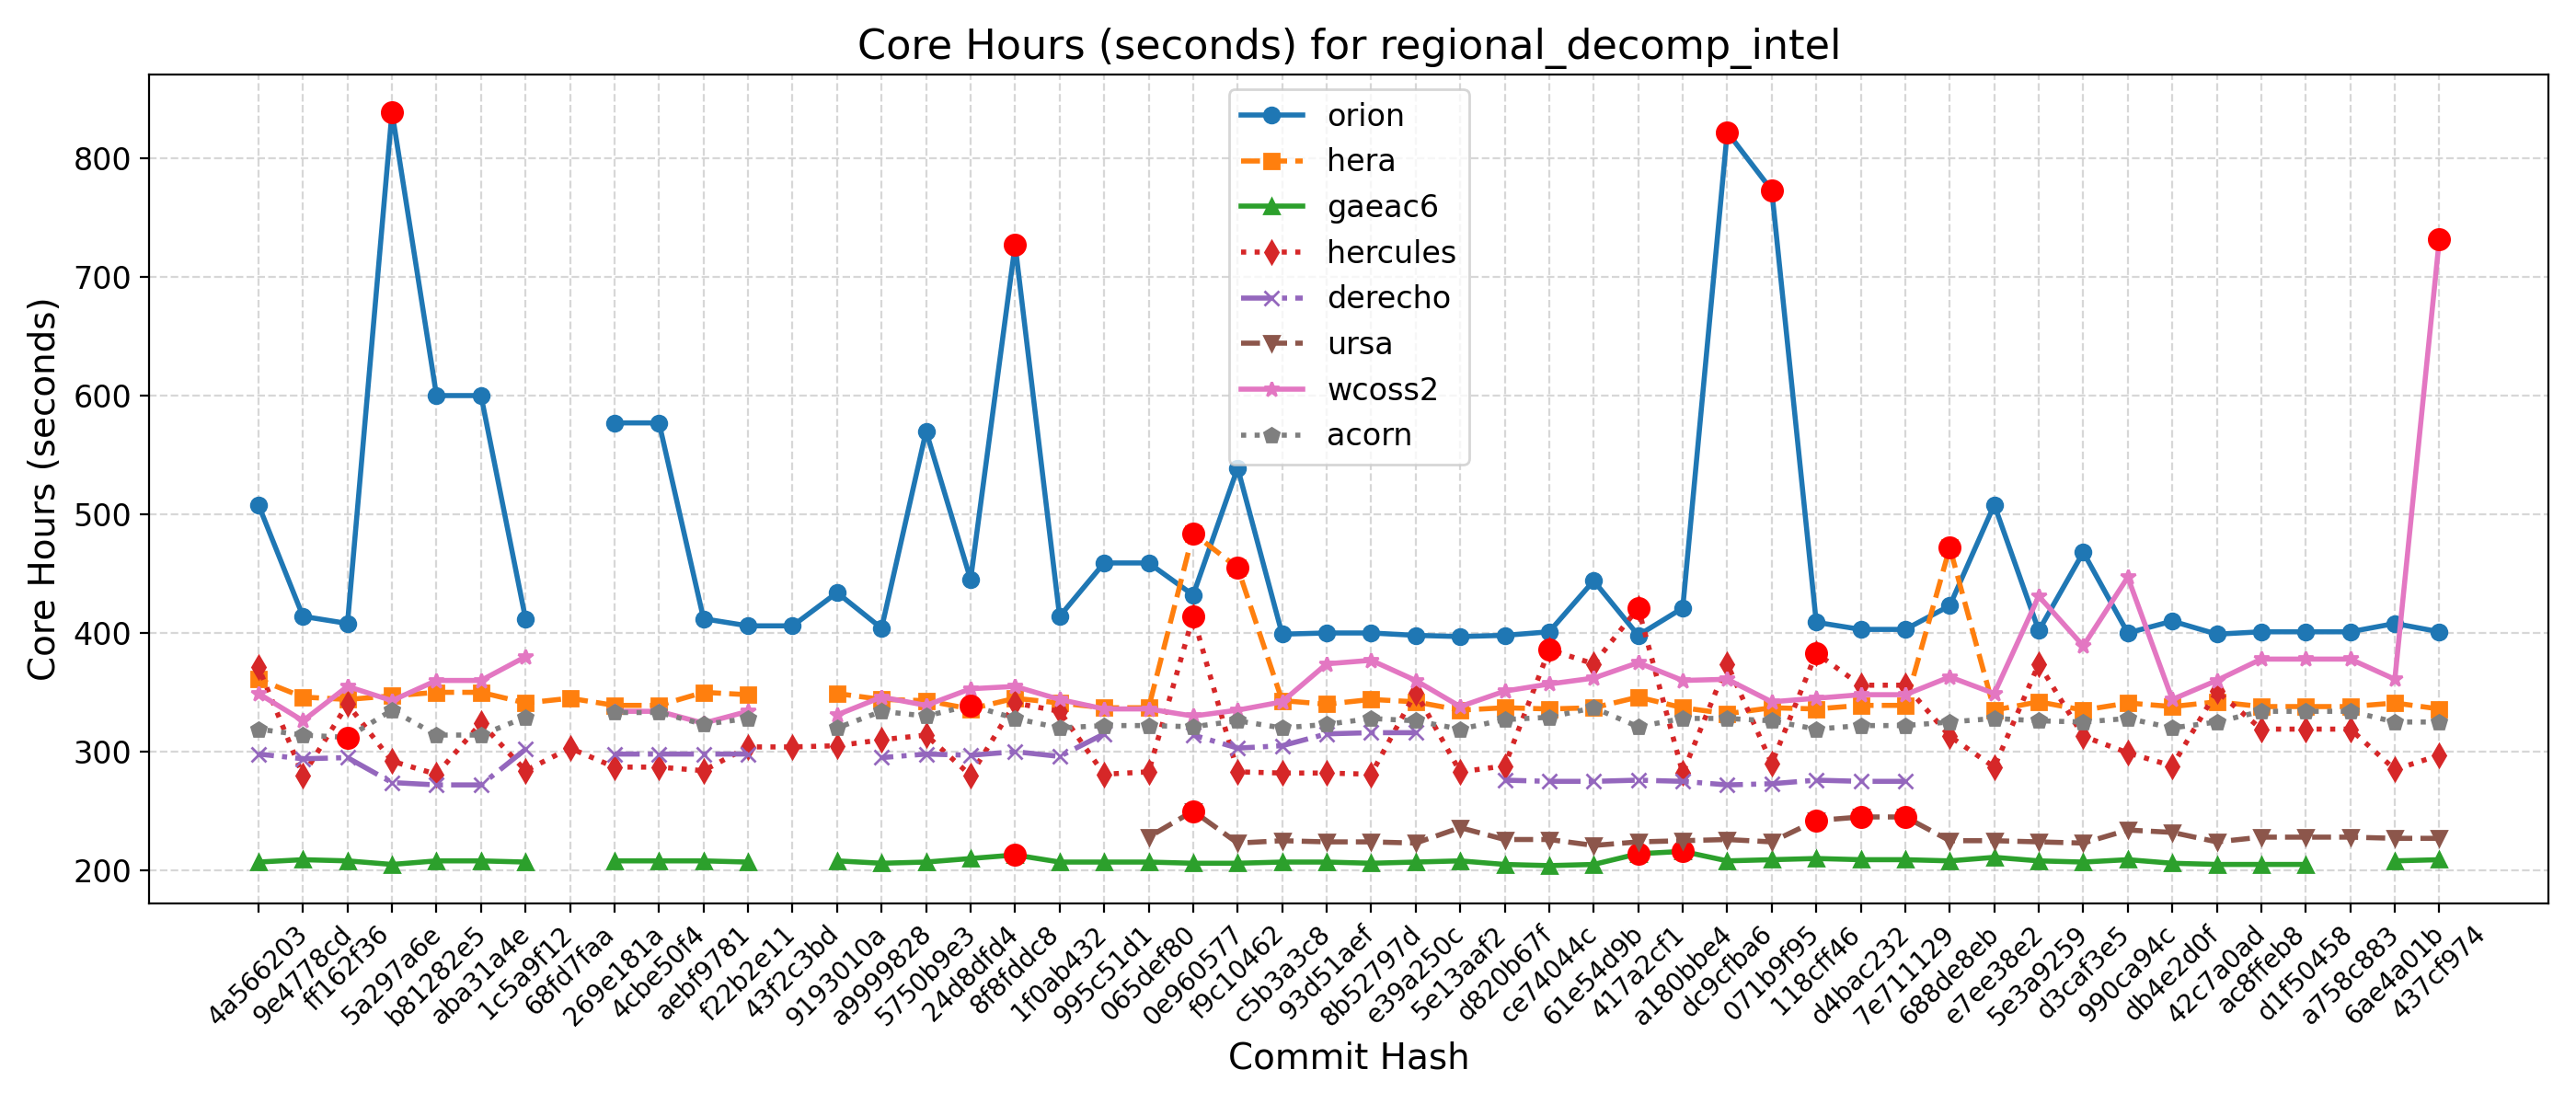 Core Hours (seconds) for regional_decomp_intel
Core Hours (seconds)
800
700
600
500
400
300
200
orion
hera
gaeac6
hercules
derecho
ursa
wcoss2
acorn
4a566203
9e4778cd
ff162f36
5a297a6e
b81282e5
aba31a4e
1c5a9f12
68fd7faa
269e181a
4cbe50f4
aebf9781
f22b2e11
43f2c3bd
9193010a
a9999828
5750b9e3
24d8dfd4
8f8fddc8
1f0ab432
995c51d1
065def80
0e960577
f9c10462
c5b3a3c8
93d51aef
8b52797d
e39a250c
5e13aaf2
d820b67f
ce74044c
61e54d9b
417a2cf1
a180bbe4
dc9cfba6
071b9f95
118cff46
d4bac232
7e711129
688de8eb
e7ee38e2
5e3a9259
d3caf3e5
990ca94c
db4e2d0f
42c7a0ad
ac8ffeb8
d1f50458
a758c883
6ae4a01b
437cf974
Commit Hash